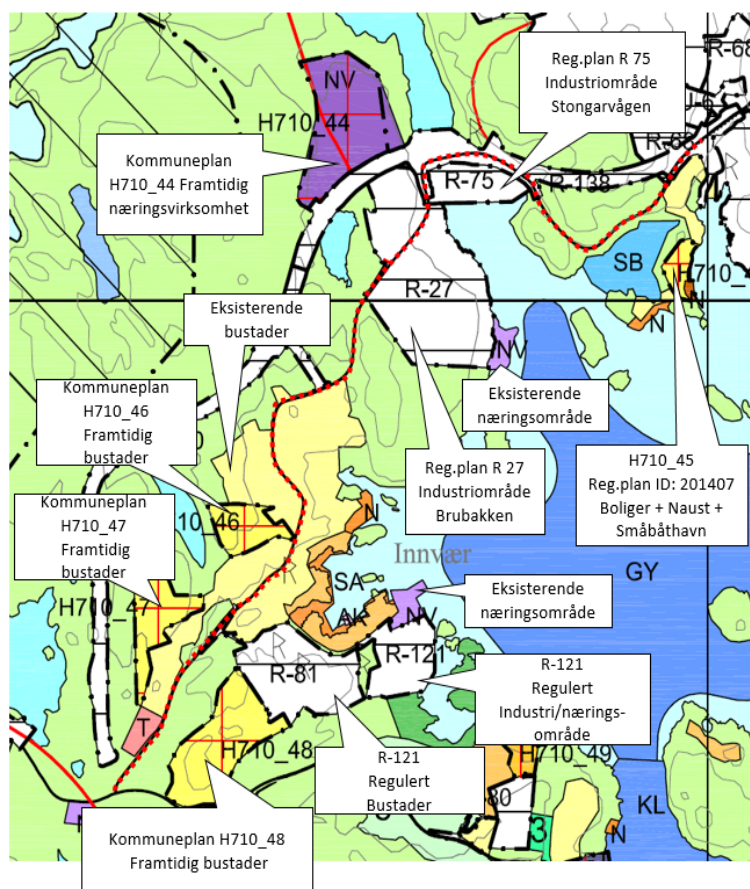 R-68
NV
H710_44
Reg.plan R 75
Industriområde
Stongarvågen
Kommuneplan
H710_44 Framtidig
næringsvirksomhet
R-75
R-138
R-27
SB
H710_
N
N
NV
Eksisterende
bustader
Eksisterende
næringsområde
Kommuneplan
H710_46
Framtidig
bustader
Reg.plan R 27
Industriområde
Brubakken
H710_45
Reg.plan ID: 201407
Boliger + Naust +
Småbåthavn
Kommuneplan
H710_47
Framtidig
bustader
10_46
N
Innvær
SA
GY
Eksisterende
næringsområde
H710_47
AK
NV
R-81
R-121
R-121
Regulert
Industri/nærings-
område
T
H710_48
R-121
Regulert
Bustader
H710_49
80
KL
3
N
Kommuneplan H710_48
Framtidig bustader